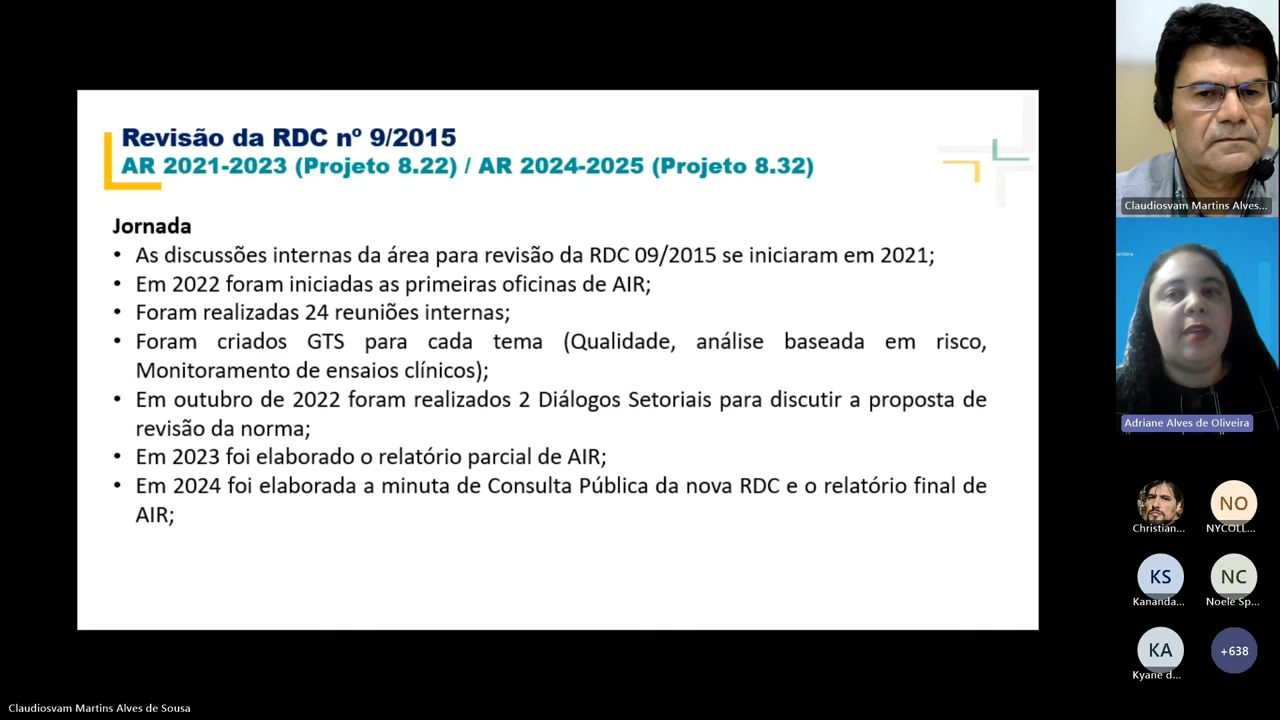 Revisão da RDC nº 9/2015
AR 2021-2023 (Projeto 8.22) / AR 2024-2025 (Projeto 8.32)
Jornada
• As discussões internas da área para revisão da RDC 09/2015 se iniciaram em 2021;
• Em 2022 foram iniciadas as primeiras oficinas de AIR;
• Foram realizadas 24 reuniões internas;
• Foram criados GTS para cada tema (Qualidade, análise baseada em risco,
Monitoramento de ensaios clínicos);
• Em outubro de 2022 foram realizados 2 Diálogos Setoriais para discutir a proposta de
revisão da norma;
• Em 2023 foi elaborado o relatório parcial de AIR;
• Em 2024 foi elaborada a minuta de Consulta Pública da nova RDC e o relatório final de
AIR;
Claudiosvam Martins Alves...
Adriane Alves de Oliveira
Christian...
NO
NYCOLL...
KS
Kananda...
NC
Noele Sp...
KA
Kyane d...
+638
Claudiosvam Martins Alves de Sousa